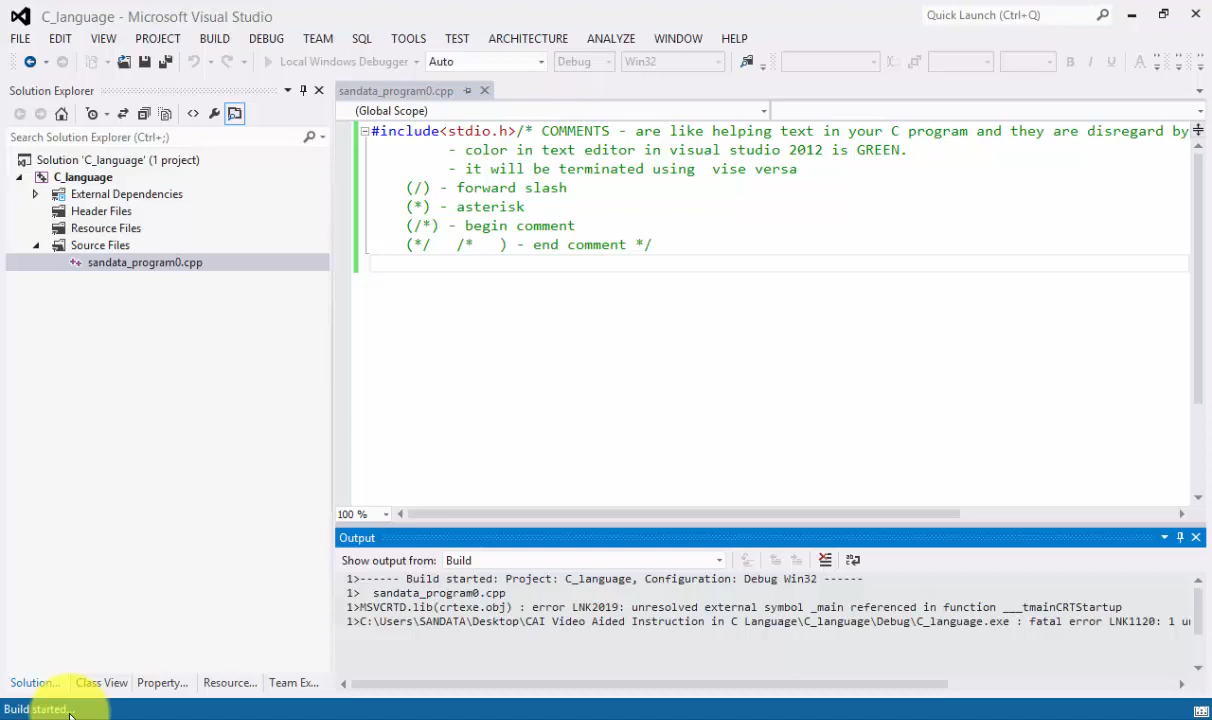 C_language - Microsoft Visual Studio
Quick Launch (Ctrl+Q)
FILE EDIT VIEW PROJECT BUILD DEBUG TEAM SQL TOOLS TEST ARCHITECTURE ANALYZE WINDOW HELP
Local Windows Debugger Auto Debug Win32
Solution Explorer
Search Solution Explorer (Ctrl+;)
Solution 'C_language' (1 project)
C_language
External Dependencies
Header Files
Resource Files
Source Files
sandata_program0.cpp
Solution... Class View Property... Resource... Team Ex...
sandata_program0.cpp
(Global Scope)
#include<stdio.h>/* COMMENTS - are like helping text in your C program and they are disregard by
- color in text editor in visual studio 2012 is GREEN.
- it will be terminated using  vise versa
(/) - forward slash
(*) - asterisk
(/*) - begin comment
(*/   /*   ) - end comment */
100 %
Output
Show output from: Build
1>------ Build started: Project: C_language, Configuration: Debug Win32 ------
1>  sandata_program0.cpp
1>MSVCRTD.lib(crtexe.obj) : error LNK2019: unresolved external symbol _main referenced in function ___tmainCRTStartup
1>C:\Users\SANDATA\Desktop\CAI Video Aided Instruction in C Language\C_language\Debug\C_language.exe : fatal error LNK1120: 1
Build started...